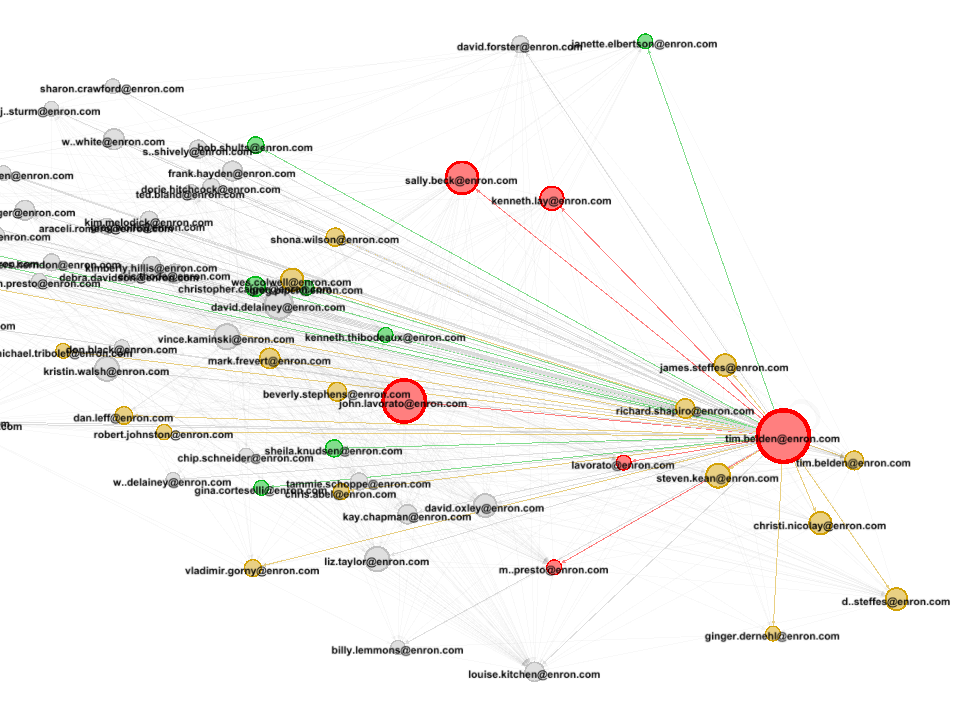 david.forster@enron.com
janette.elbertson@enron.com
sharon.crawford@enron.com
j..sturm@enron.com
w..white@enron.com
bob.shults@enron.com
s..shively@enron.com
frank.hayden@enron.com
en@enron.com
sally.beck@enron.com
dorie.hitchcock@enron.com
ted.bland@enron.com
kenneth.lay@enron.com
ger@enron.com
kim.melodick@enron.com
enron.com
shona.wilson@enron.com
kimberly.hillis@enron.com
debra.davidson@enron.com
n.presto@enron.com
wes.colwell@enron.com
david.delaney@enron.com
om
vince.kaminski@enron.com
kenneth.thibodeaux@enron.com
don.black@enron.com
michael.tribolet@enron.com
mark.frevert@enron.com
kristin.walsh@enron.com
james.steffes@enron.com
beverly.stephens@enron.com
john.lavorato@enron.com
richard.shapiro@enron.com
dan.leff@enron.com
com
robert.johnston@enron.com
tim.belden@enron.com
sheila.knudsen@enron.com
chip.schneider@enron.com
lavorato@enron.com
tim.belden@enron.com
steven.kean@enron.com
w..delainey@enron.com
tammie.schoppe@enron.com
gina.corteselli@enron.com
chris.abel@enron.com
david.oxley@enron.com
kay.chapman@enron.com
christi.nicolay@enron.com
liz.taylor@enron.com
vladimir.gorny@enron.com
m..presto@enron.com
d..steffes@enron.com
ginger.dernehl@enron.com
billy.lemmons@enron.com
louise.kitchen@enron.com